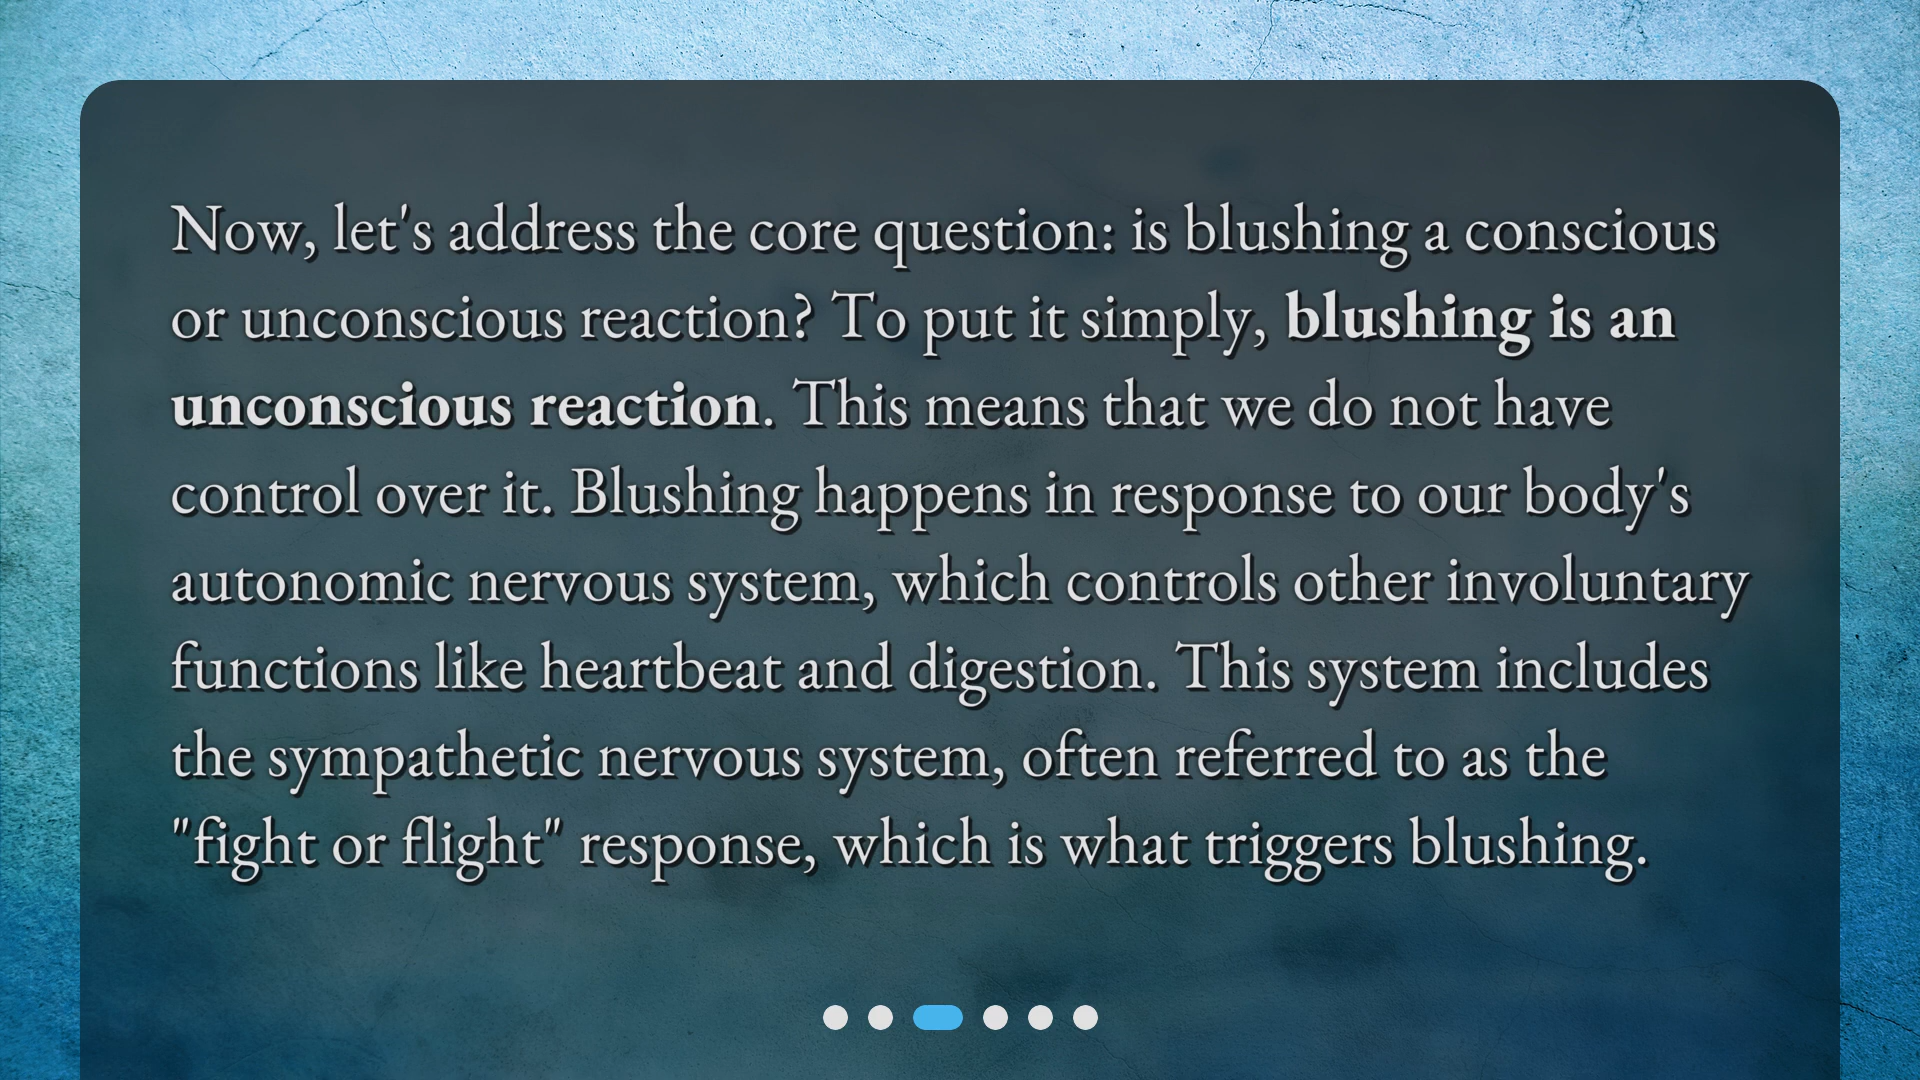 Now, let's address the core question: is blushing a conscious
or unconscious reaction? To put it simply, blushing is an
unconscious reaction. This means that we do not have
control over it. Blushing happens in response to our body's
autonomic nervous system, which controls other involuntary
functions like heartbeat and digestion. This system includes
the sympathetic nervous system, often referred to as the
"fight or flight" response, which is what triggers blushing.